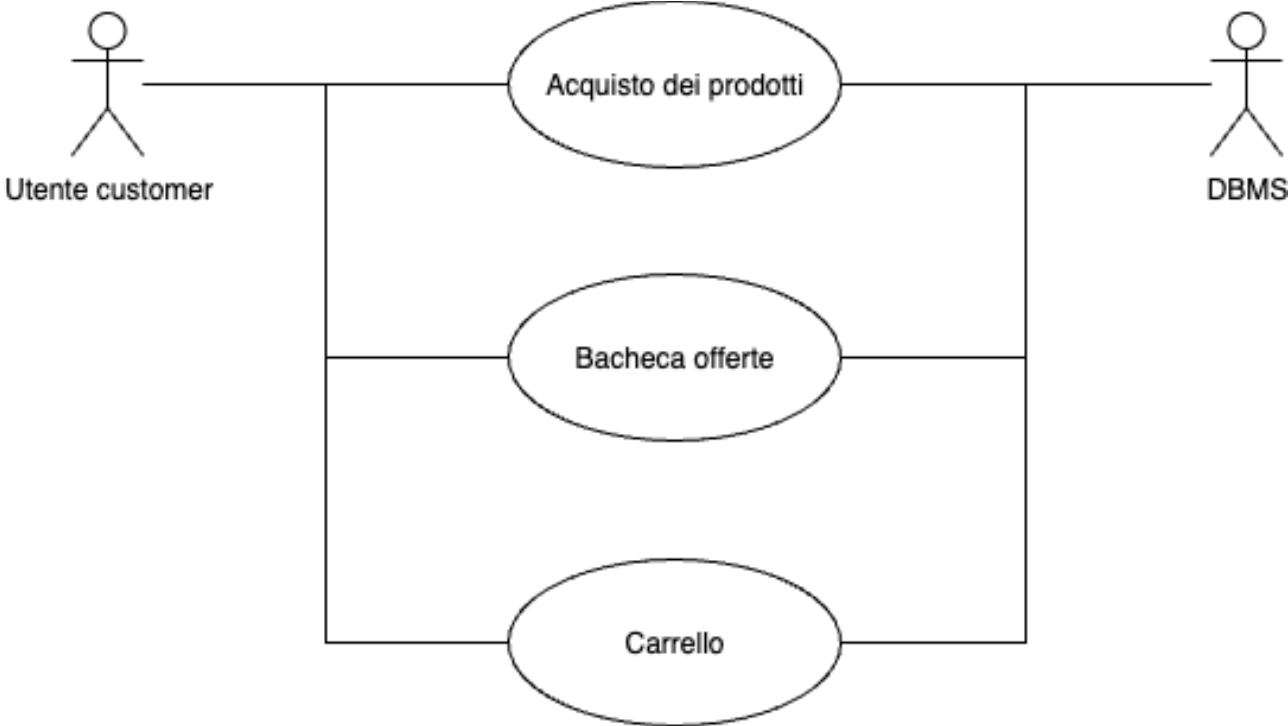 Acquisto dei prodotti
Utente customer
DBMS
Bacheca offerte
Carrello